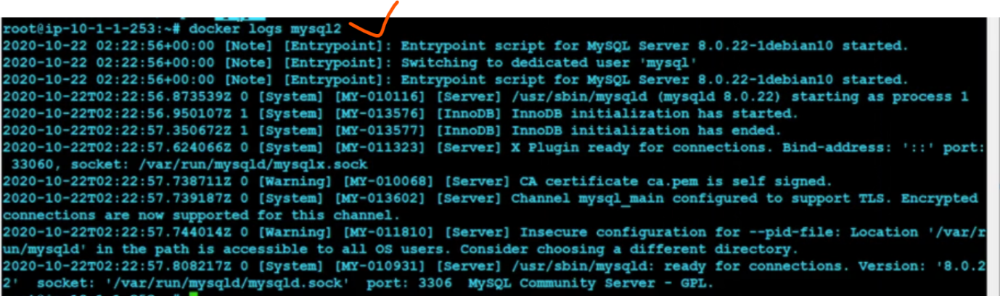 root@ip-10-1-1-253:~# docker logs mysql2
2020-10-22 02:22:56+00:00 [Note] [Entrypoint]: Entrypoint script for MySQL Server 8.0.22-1debian10 started.
2020-10-22 02:22:56+00:00 [Note] [Entrypoint]: Switching to dedicated user 'mysql'
2020-10-22 02:22:56+00:00 [Note] [Entrypoint]: Entrypoint script for MySQL Server 8.0.22-1debian10 started.
2020-10-22T02:22:56.873539Z 0 [System] [MY-010116] [Server] /usr/sbin/mysqld (mysqld 8.0.22) starting as process 1
2020-10-22T02:22:56.950107Z 1 [System] [MY-013576] [InnoDB] InnoDB initialization has started.
2020-10-22T02:22:57.350672Z 1 [System] [MY-013577] [InnoDB] InnoDB initialization has ended.
2020-10-22T02:22:57.624066Z 0 [System] [MY-011323] [Server] X Plugin ready for connections. Bind-address: '::' port:
33060, socket: /var/run/mysqld/mysqlx.sock
2020-10-22T02:22:57.738711Z 0 [Warning] [MY-010068] [Server] CA certificate ca.pem is self signed.
2020-10-22T02:22:57.739187Z 0 [System] [MY-013602] [Server] Channel mysql_main configured to support TLS. Encrypted
connections are now supported for this channel.
2020-10-22T02:22:57.744014Z 0 [Warning] [MY-011810] [Server] Insecure configuration for --pid-file: Location '/var/r
un/mysqld' in the path is accessible to all OS users. Consider choosing a different directory.
2020-10-22T02:22:57.808217Z 0 [System] [MY-010931] [Server] /usr/sbin/mysqld: ready for connections. Version: '8.0.2
2'  socket: '/var/run/mysqld/mysqld.sock'  port: 3306  MySQL Community Server - GPL.